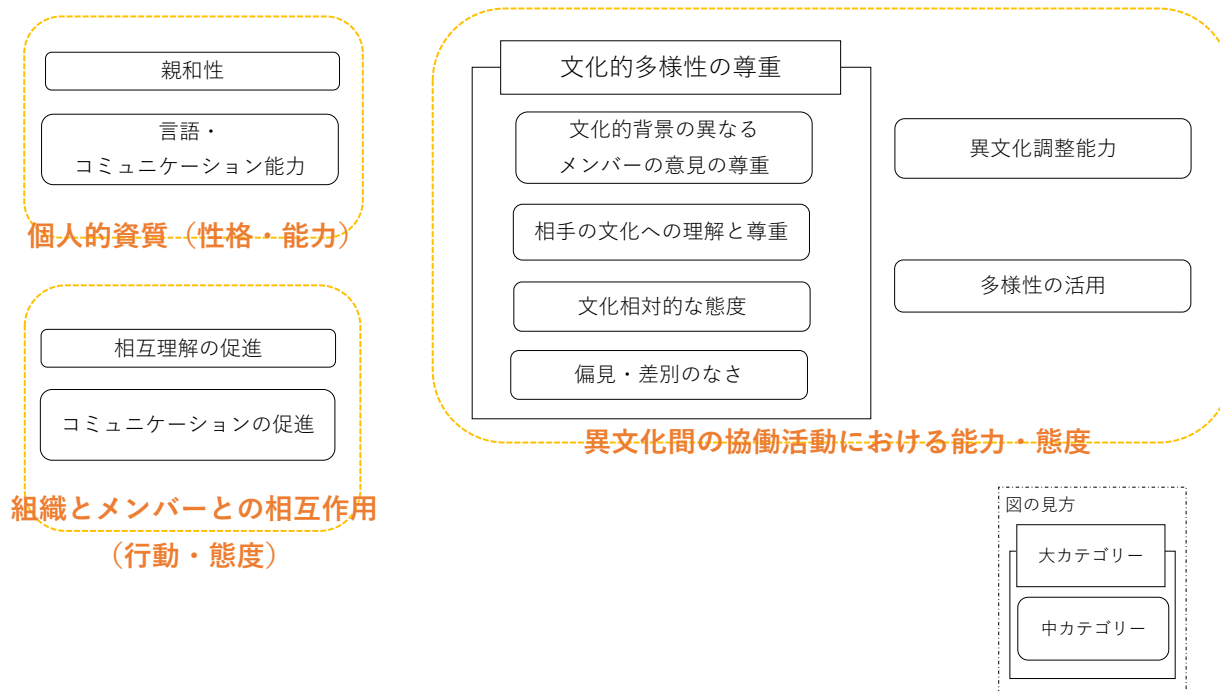 親和性
言語・
コミュニケーション能力
個人的資質（性格・能力）
相互理解の促進
コミュニケーションの促進
組織とメンバーとの相互作用
（行動・態度）
文化的多様性の尊重
文化的背景の異なる
メンバーの意見の尊重
相手の文化への理解と尊重
文化相対的な態度
偏見・差別のなさ
異文化調整能力
多様性の活用
異文化間の協働活動における能力・態度
図の見方
大カテゴリー
中カテゴリー